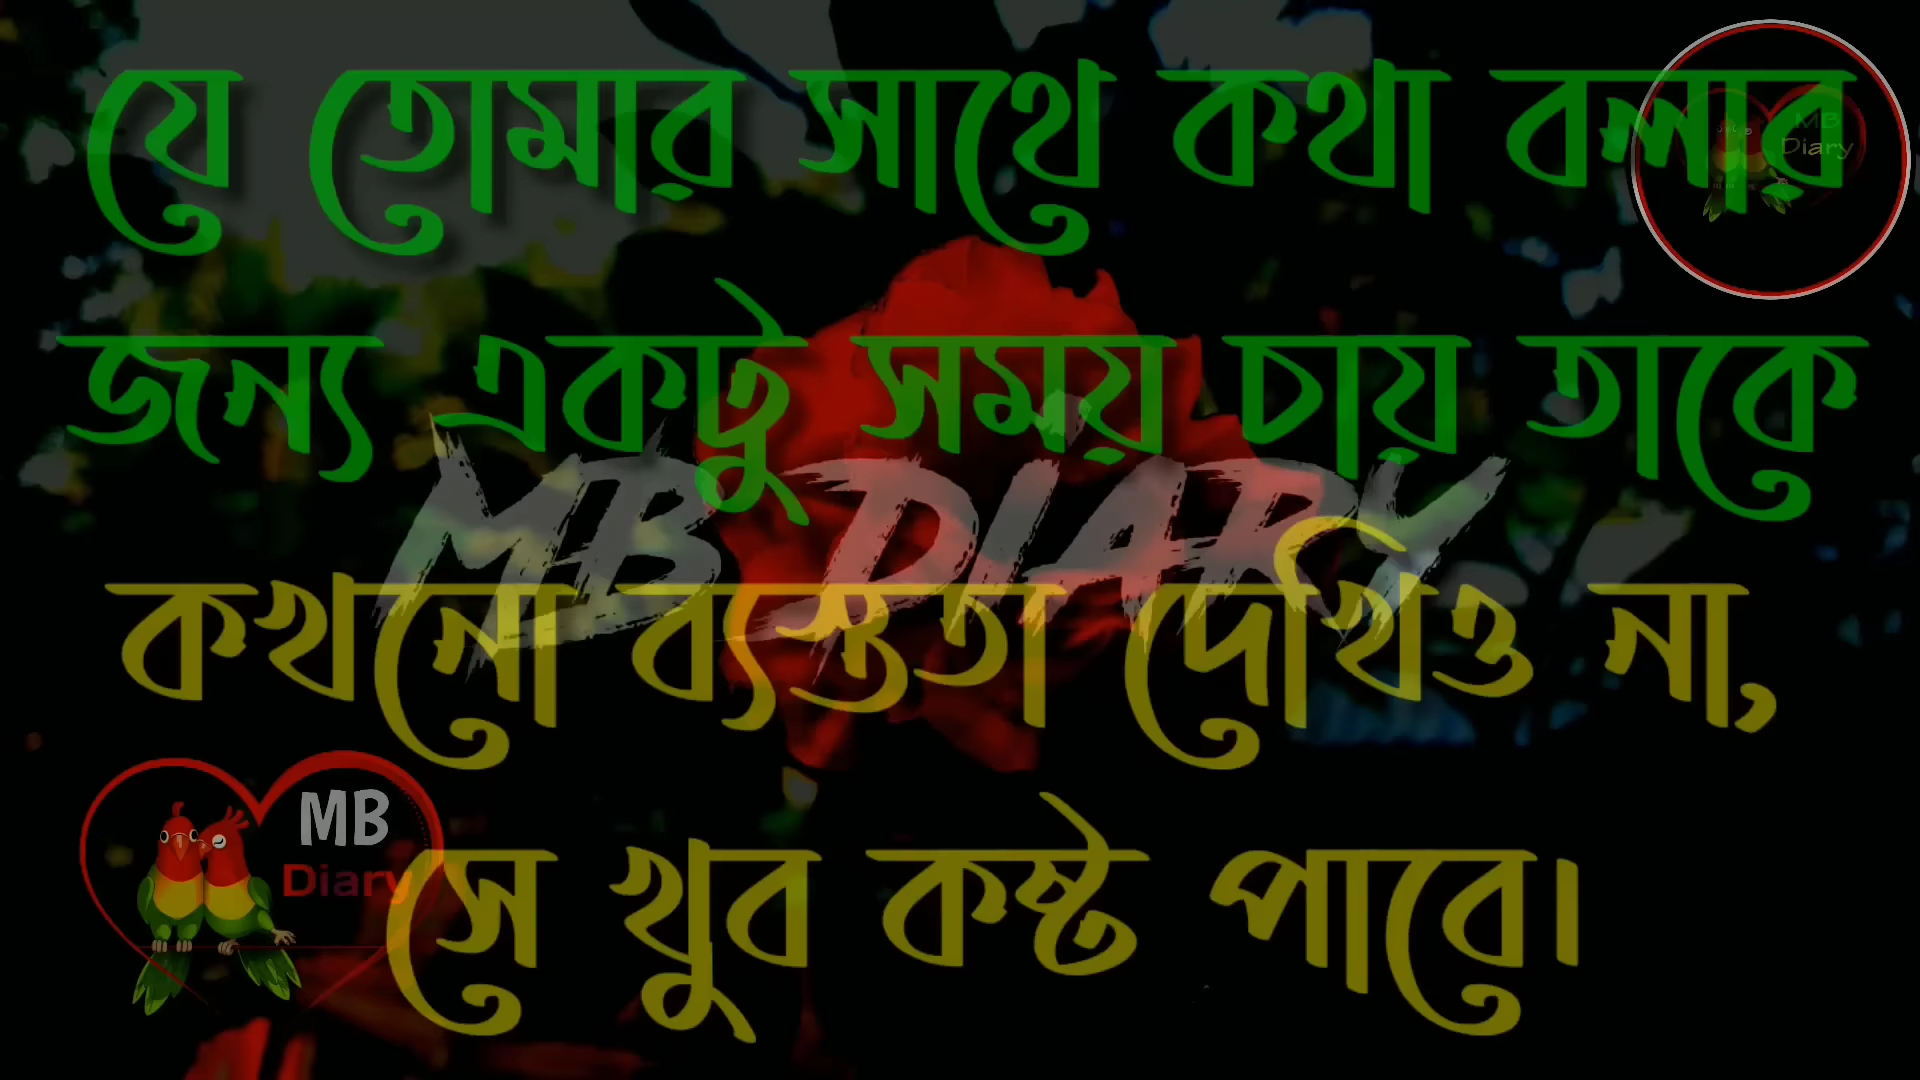 যে তোমার সাথে কথা বলার
MB
Diary
জন্য একটু সময় চায় তাকে
MB DIARY
কখনো ব্যস্ততা দেখিও না,
MB
Diary
সে খুব কষ্ট পাবে।